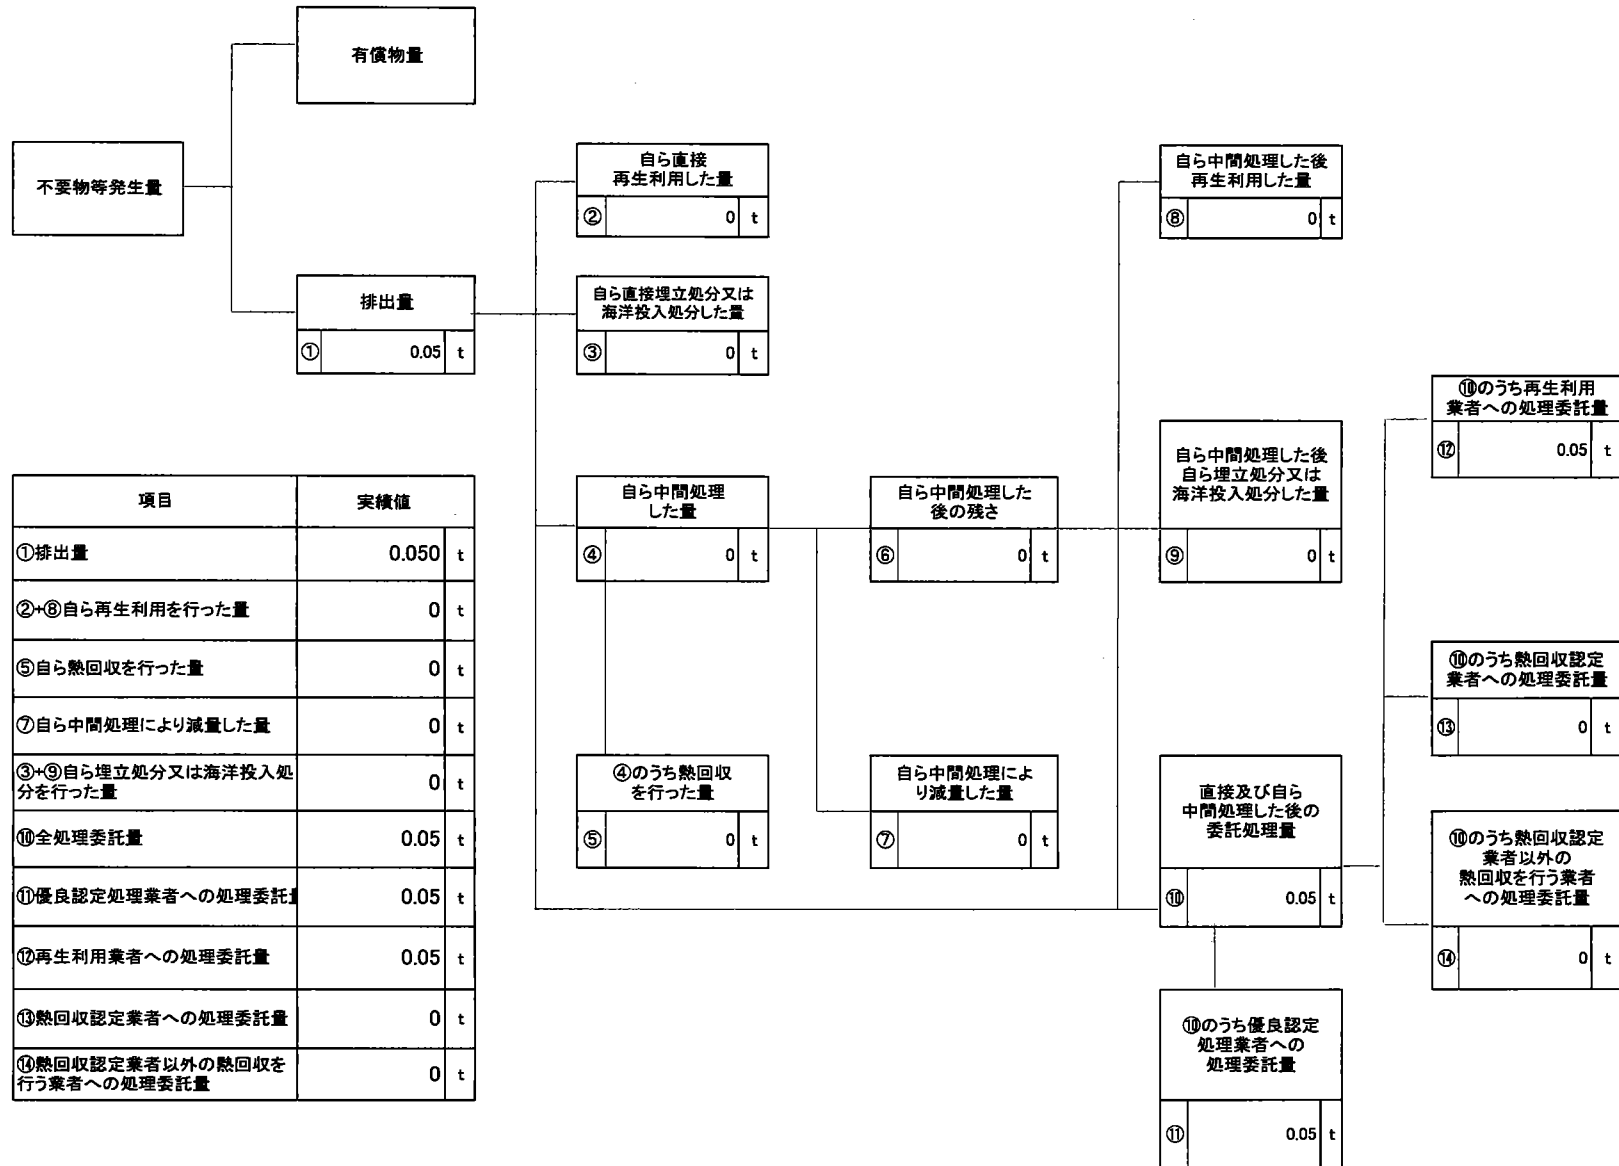 有償物量
不要物等発生量
排出量
① 0.05 t
自ら直接
再生利用した量
② 0 t
自ら直接埋立処分又は
海洋投入処分した量
③ 0 t
自ら中間処理
した量
④ 0 t
④のうち熱回収
を行った量
⑤ 0 t
自ら中間処理した
後の残さ
⑥ 0 t
自ら中間処理によ
り減量した量
⑦ 0 t
自ら中間処理した後
再生利用した量
⑧ 0 t
自ら中間処理した後
自ら埋立処分又は
海洋投入処分した量
⑨ 0 t
直接及び自ら
中間処理した後の
委託処理量
⑩ 0.05 t
⑩のうち優良認定
処理業者への
処理委託量
⑪ 0.05 t
⑩のうち再生利用
業者への処理委託量
⑫ 0.05 t
⑩のうち熱回収認定
業者への処理委託量
⑬ 0 t
⑩のうち熱回収認定
業者以外の
熱回収を行う業者
への処理委託量
⑭ 0 t
項目 実績値
①排出量 0.050 t
②+⑧自ら再生利用を行った量 0 t
⑤自ら熱回収を行った量 0 t
⑦自ら中間処理により減量した量 0 t
③+⑨自ら埋立処分又は海洋投入処
分を行った量 0 t
⑩全処理委託量 0.05 t
⑪優良認定処理業者への処理委託 0.05 t
⑫再生利用業者への処理委託量 0.05 t
⑬熱回収認定業者への処理委託量 0 t
⑭熱回収認定業者以外の熱回収を
行う業者への処理委託量 0 t